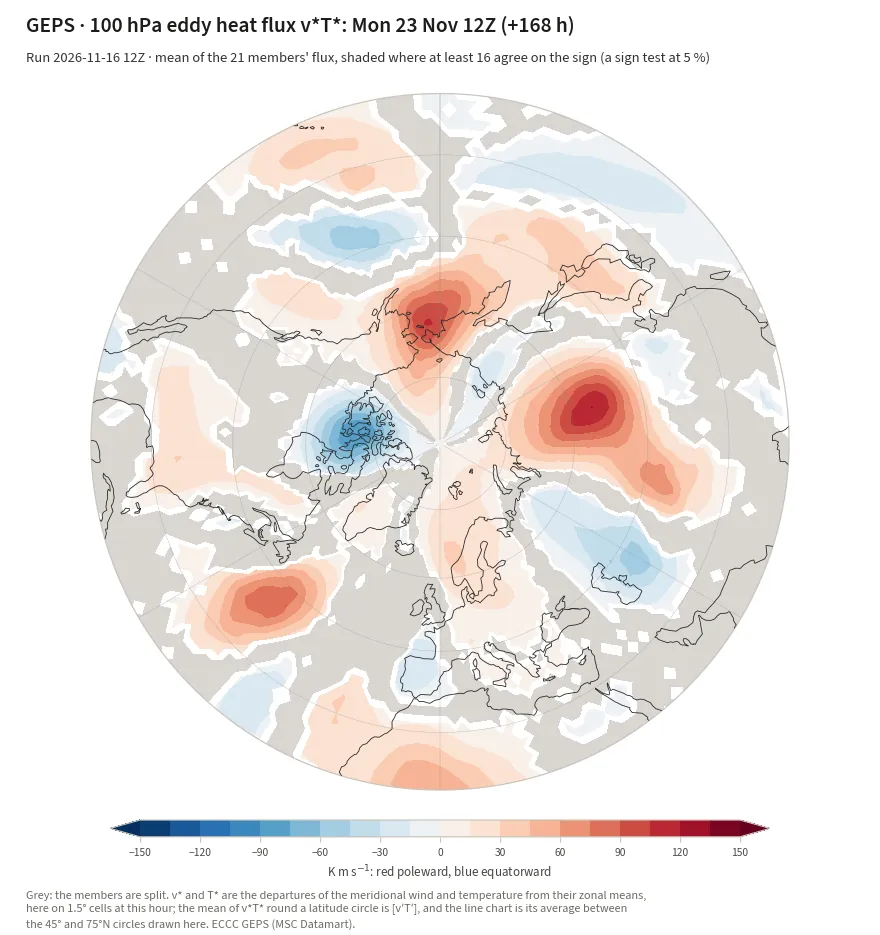 GEPS · 100 hPa eddy heat flux v*T*: Mon 23 Nov 12Z (+168 h)
Run 2026-11-16 12Z · mean of the 21 members' flux, shaded where at least 16 agree on the sign (a sign test at 5 %)
−150 −120 −90 −60 −30 0 30 60 90 120 150
K m s⁻¹: red poleward, blue equatorward
Grey: the members are split. v* and T* are the departures of the meridional wind and temperature from their zonal means,
here on 1.5° cells at this hour; the mean of v*T* round a latitude circle is [v'T'], and the line chart is its average between
the 45° and 75°N circles drawn here. ECCC GEPS (MSC Datamart).